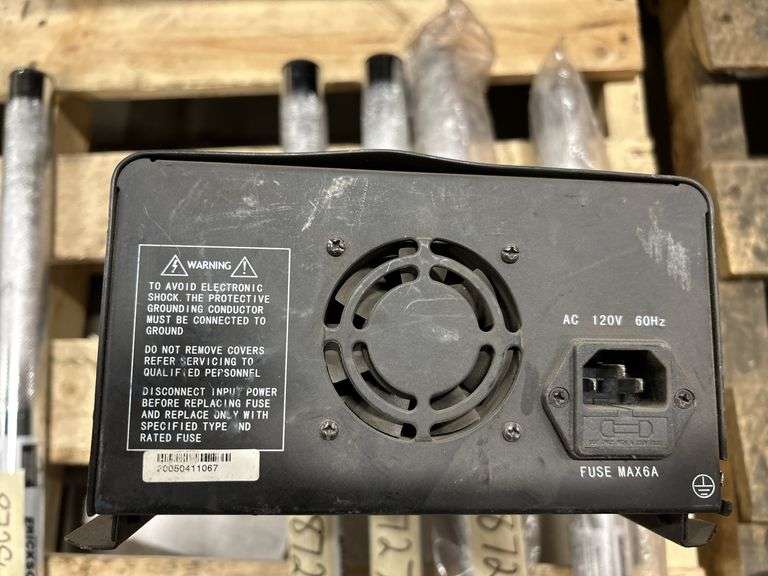 WARNING
TO AVOID ELECTRONIC
SHOCK. THE PROTECTIVE
GROUNDING CONDUCTOR
MUST BE CONNECTED TO
GROUND
DO NOT REMOVE COVERS
REFER SERVICING TO
QUALIFIED PEPSONNEL
DISCONNECT INPUT POWER
BEFORE REPLACING FUSE
AND REPLACE ONLY WITH
SPECIFIED TYPE AND
RATED FUSE
20050411067
AC 120V 60Hz
FUSE MAX6A
872